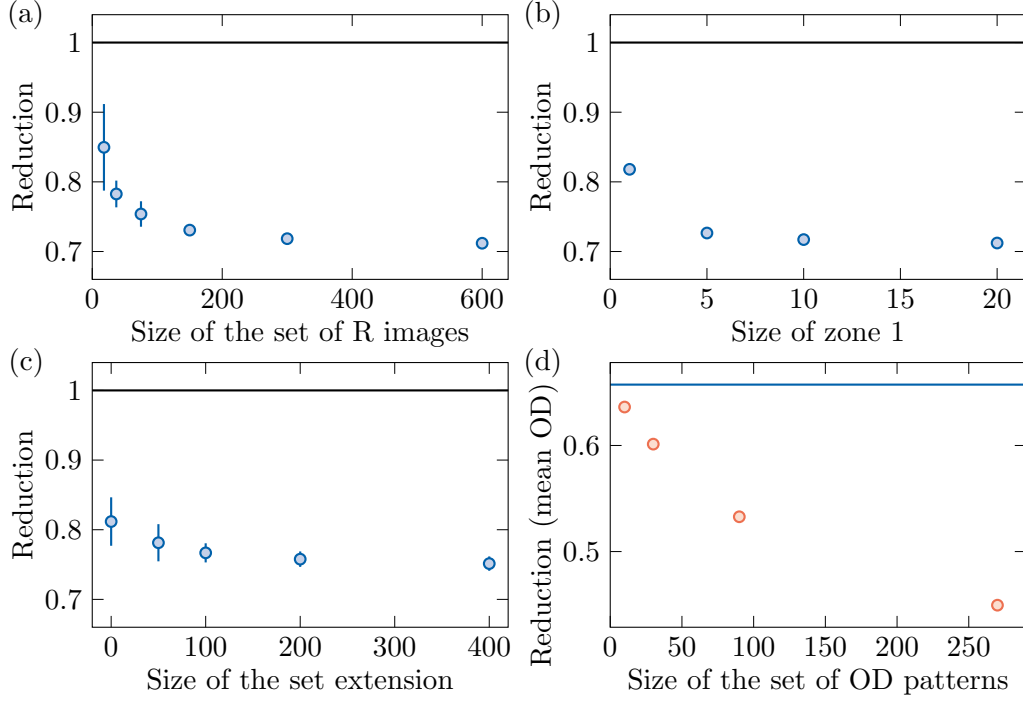 (a)
1
0.9
0.8
0.7
Reduction
0 200 400 600
Size of the set of R images
(b)
1
0.9
0.8
0.7
Reduction
0 5 10 15 20
Size of zone 1
(c)
1
0.9
0.8
0.7
Reduction
0 100 200 300 400
Size of the set extension
(d)
0.6
0.5
Reduction (mean OD)
0 50 100 150 200 250
Size of the set of OD patterns